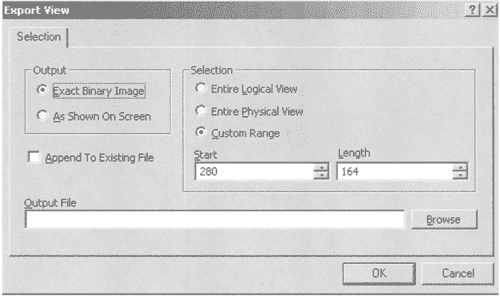 Export View
Selection
Output
Exact Binary Image
As Shown On Screen
Append To Existing File
Selection
Entire Logical View
Entire Physical View
Custom Range
Start
Length
280
164
Output File
Browse
OK
Cancel